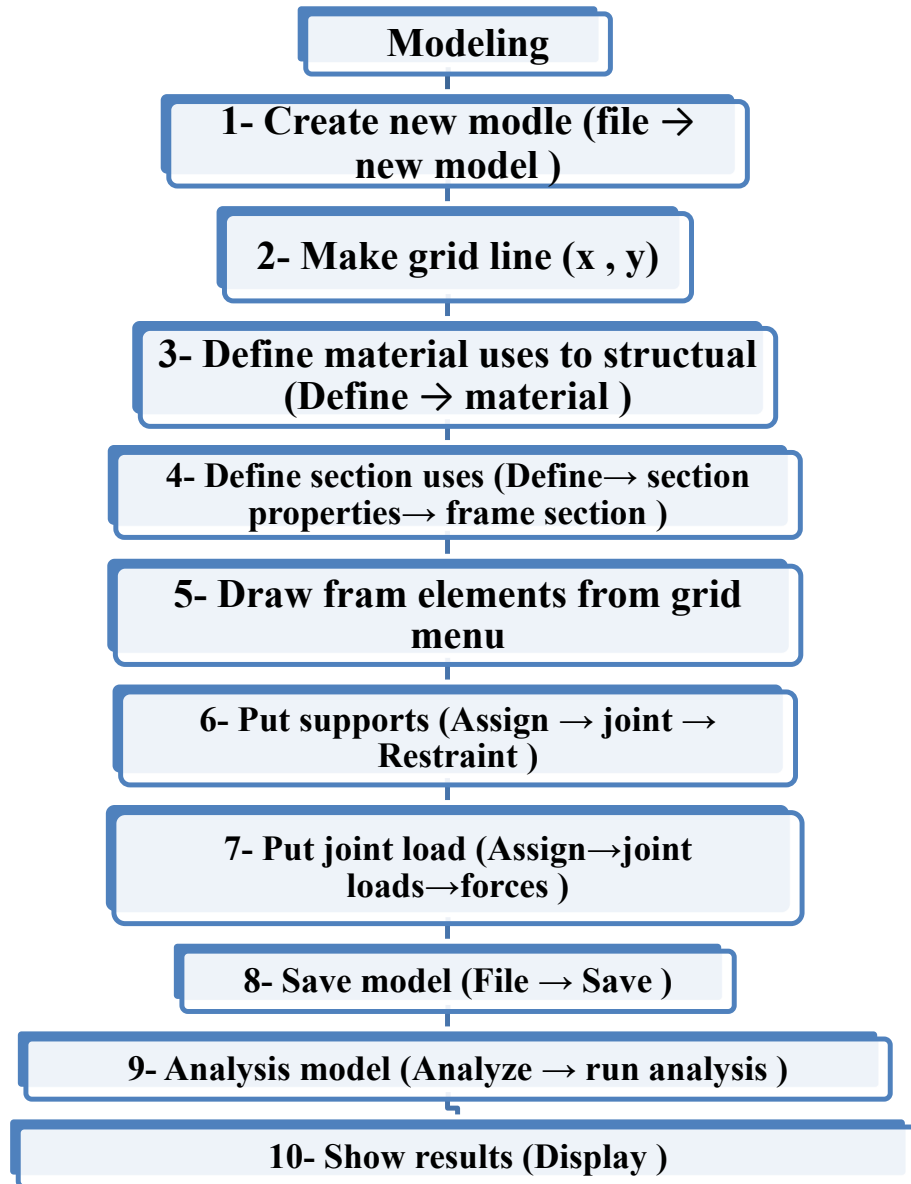 Modeling
1- Create new modle (file →
new model )
2- Make grid line (x , y)
3- Define material uses to structual
(Define → material )
4- Define section uses (Define→ section
properties→ frame section )
5- Draw fram elements from grid
menu
6- Put supports (Assign → joint →
Restraint )
7- Put joint load (Assign→joint
loads→forces )
8- Save model (File → Save )
9- Analysis model (Analyze → run analysis )
10- Show results (Display )